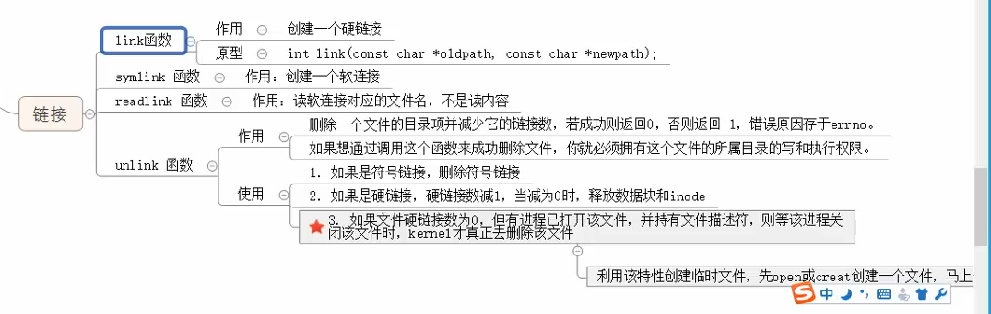 link函数
作用
创建一个硬链接
原型
int link(const char *oldpath, const char *newpath);
symlink 函数
作用：创建一个软连接
readlink 函数
作用：读软连接对应的文件名，不是读内容
链接
unlink 函数
作用
删除 个文件的目录项并减少它的链接数，若成功则返回0，否则返回 1，错误原因存于errno。
如果想通过调用这个函数来成功删除文件，你就必须拥有这个文件的所属目录的写和执行权限。
使用
1. 如果是符号链接，删除符号链接
2. 如果是硬链接，硬链接数减1，当减为0时，释放数据块和inode
3. 如果文件硬链接数为0，但有进程已打开该文件，并持有文件描述符，则等该进程关
闭该文件时，kernel才真正去删除该文件
利用该特性创建临时文件，先open或creat创建一个文件，马上
中